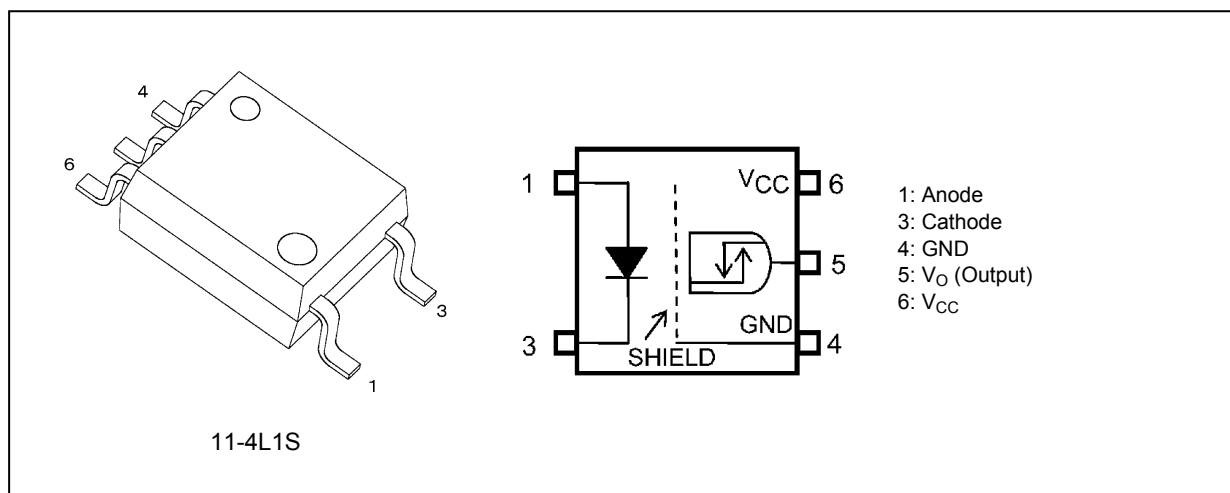 4
6
3
1
11-4L1S
1
VCC
6
5
GND
3
SHIELD
4
1: Anode
3: Cathode
4: GND
5: VO (Output)
6: VCC